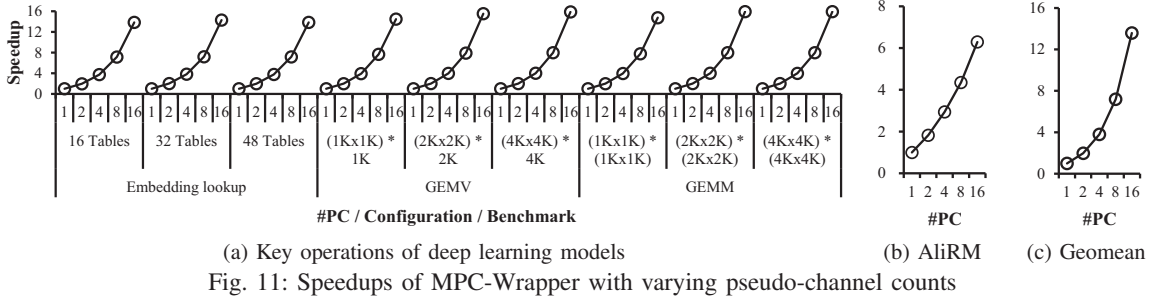 Speedup
16
12
8
4
0
1 2 4 8 16 1 2 4 8 16 1 2 4 8 16 1 2 4 8 16 1 2 4 8 16 1 2 4 8 16 1 2 4 8 16 1 2 4 8 16 1 2 4 8 16
16 Tables 32 Tables 48 Tables (1Kx1K) * (2Kx2K) * (4Kx4K) * (1Kx1K) * (2Kx2K) * (4Kx4K) *
1K 2K 4K (1Kx1K) (2Kx2K) (4Kx4K)
Embedding lookup GEMV GEMM
#PC / Configuration / Benchmark
(a) Key operations of deep learning models
8
6
4
2
0
1 2 4 8 16
#PC
(b) AliRM
16
12
8
4
0
1 2 4 8 16
#PC
(c) Geomean
Fig. 11: Speedups of MPC-Wrapper with varying pseudo-channel counts